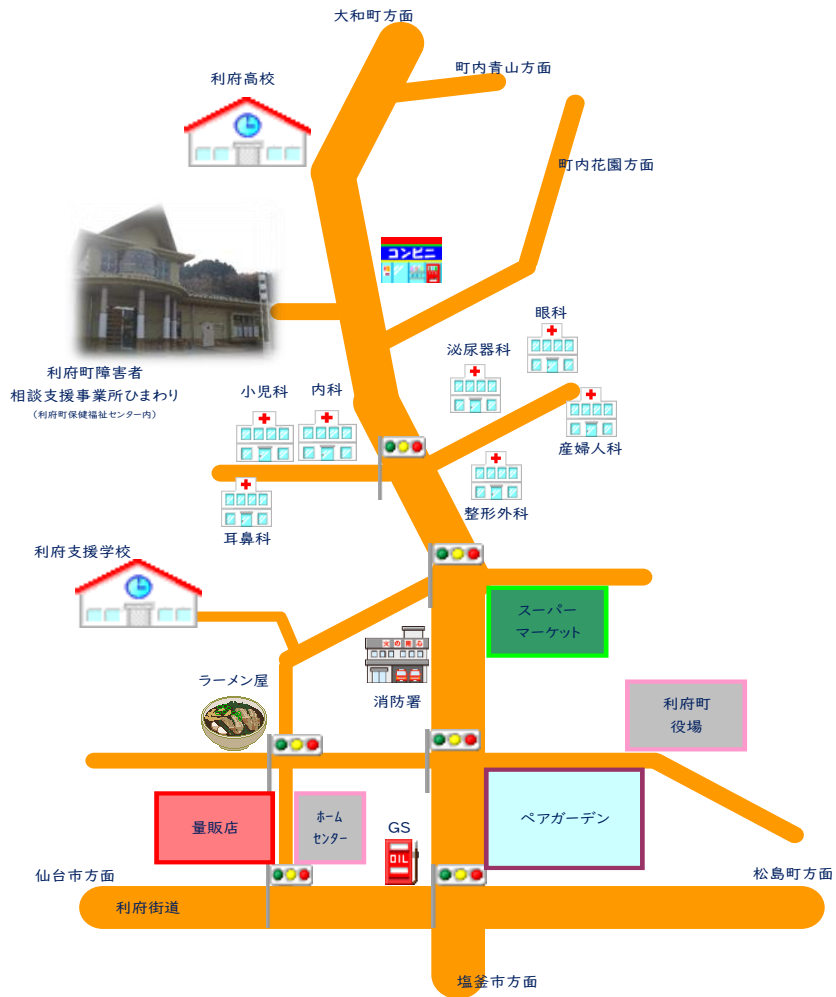 大和町方面
町内青山方面
利府高校
町内花園方面
コンビニ
眼科
泌尿器科
利府町障害者
相談支援事業所ひまわり
(利府町保健福祉センター内)
小児科
内科
産婦人科
整形外科
耳鼻科
利府支援学校
スーパー
マーケット
火の用心
消防署
ラーメン屋
利府町
役場
量販店
ホーム
センター
GS
OIL
ペアガーデン
仙台市方面
松島町方面
利府街道
塩釜市方面